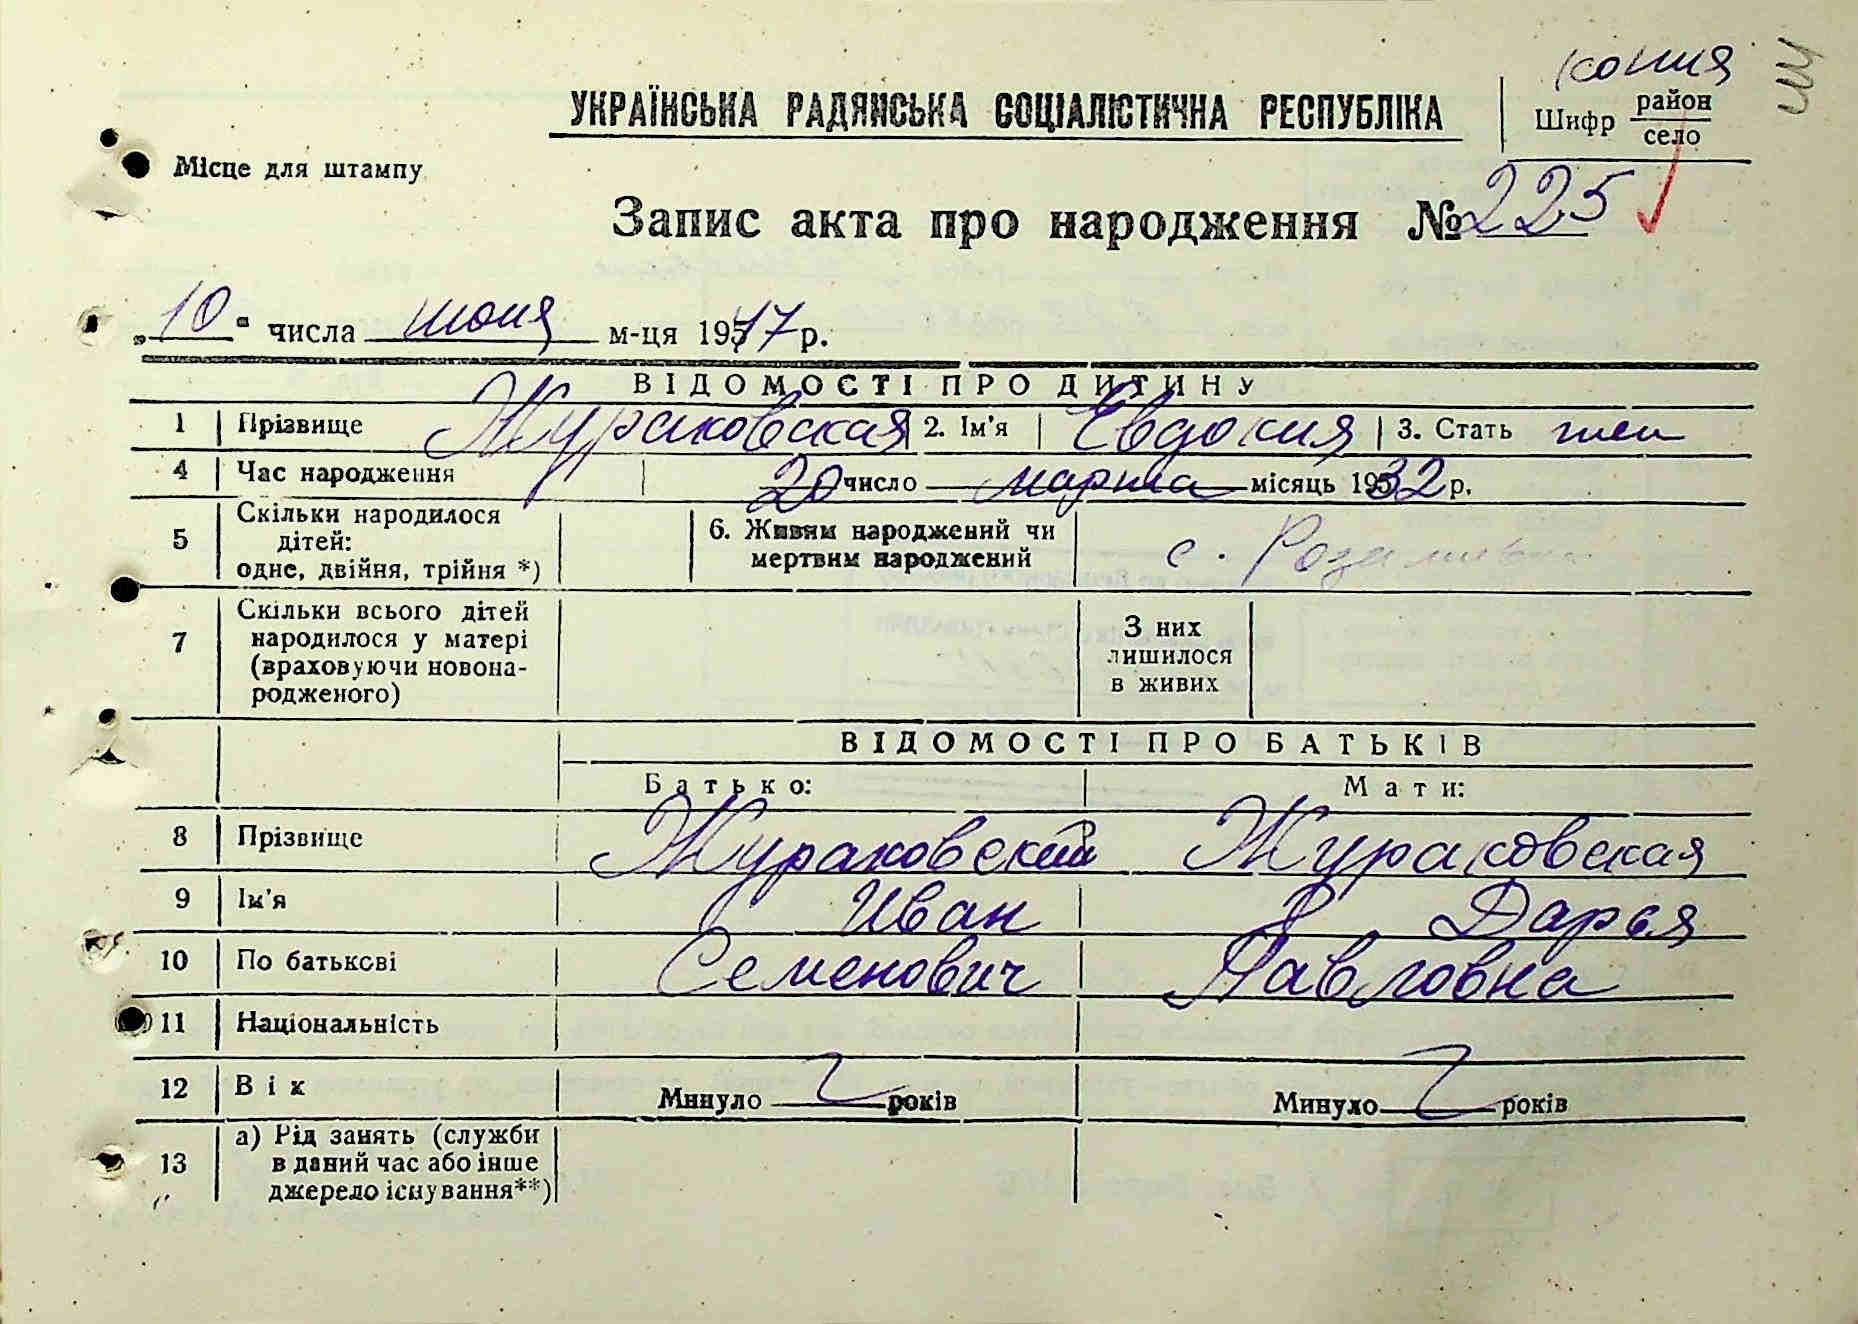 копия
УКРАЇНСЬКА РАДЯНСЬКА СОЦІАЛІСТИЧНА РЕСПУБЛІКА
Шифр район
село
Місце для штампу
Запис акта про народження № 225
„10" числа июня м-ця 1947 р.
ВІДОМОСТІ ПРО ДИТИНУ
1 Прізвище Жураковская 2. Ім'я Евдокия 3. Стать жен
4 Час народження 20 число марта місяць 1932 р.
5 Скільки народилося дітей: одне, двійня, трійня *) 6. Живим народжений чи мертвим народжений с.
7 Скільки всього дітей народилося у матері (враховуючи новонародженого) З них лишилося в живих
ВІДОМОСТІ ПРО БАТЬКІВ
Батько: Мати:
8 Прізвище Жураковский Жураковская
9 Ім'я Иван Дарья
10 По батькові Семенович Павловна
11 Національність
12 Вік Минуло років Минуло років
13 а) Рід занять (служби в даний час або інше джерело існування**)